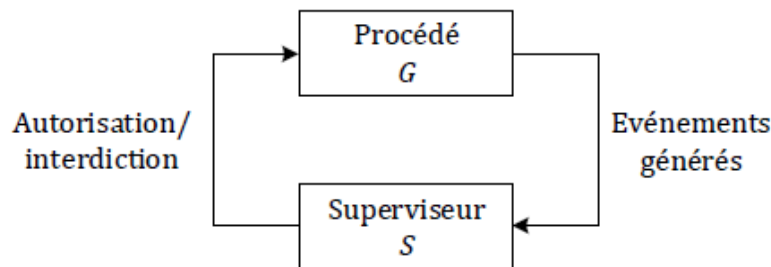 Procédé
G
Autorisation/
interdiction
Evénements
générés
Superviseur
S